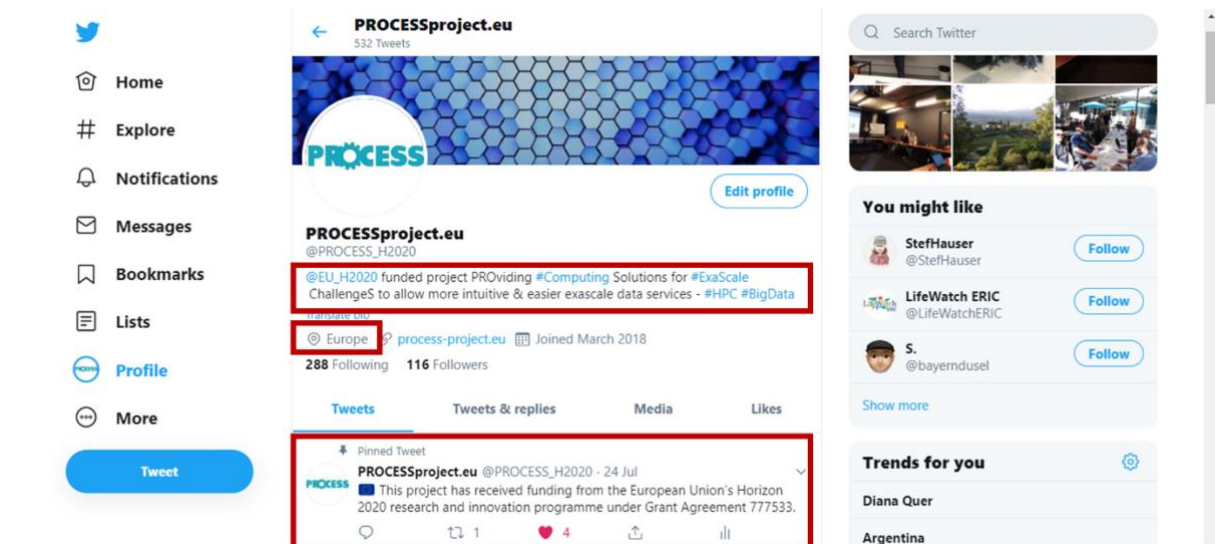 PROCESSproject.eu
532 Tweets
Home
Explore
Notifications
Messages
Bookmarks
Lists
Profile
More
Tweet
PROCESS
Edit profile
PROCESSproject.eu
@PROCESS_H2020
@EU_H2020 funded project PROviding #Computing Solutions for #ExaScale
ChallengeS to allow more intuitive & easier exascale data services - #HPC #BigData
Translate bio
Europe process-project.eu Joined March 2018
288 Following 116 Followers
Tweets Tweets & replies Media Likes
Pinned Tweet
PROCESSproject.eu @PROCESS_H2020 · 24 Jul
PROCESS
This project has received funding from the European Union's Horizon
2020 research and innovation programme under Grant Agreement 777533.
1 4
Search Twitter
You might like
StefHauser
@StefHauser
Follow
LifeWatch ERIC
@LifeWatchERIC
Follow
S.
@bayerndusel
Follow
Show more
Trends for you
Diana Quer
Argentina